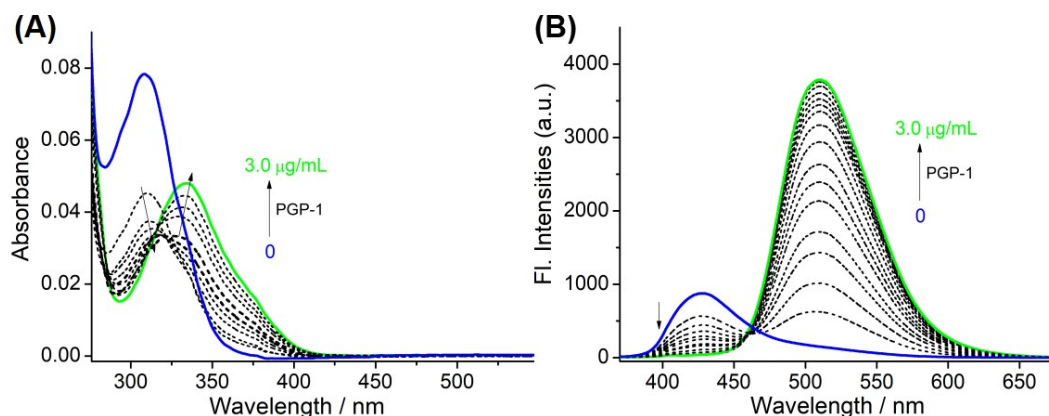 (A)
Absorbance
0.08
0.06
0.04
0.02
0.00
3.0 μg/mL
PGP-1
0
300 350 400 450 500
Wavelength / nm
(B)
Fl. Intensities (a.u.)
4000
3000
2000
1000
0
3.0 μg/mL
PGP-1
0
400 450 500 550 600 650
Wavelength / nm